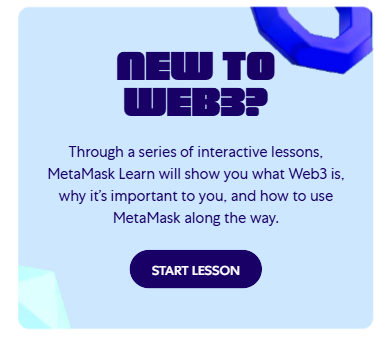 NEW TO
WEB3?
Through a series of interactive lessons,
MetaMask Learn will show you what Web3 is,
why it's important to you, and how to use
MetaMask along the way.
START LESSON